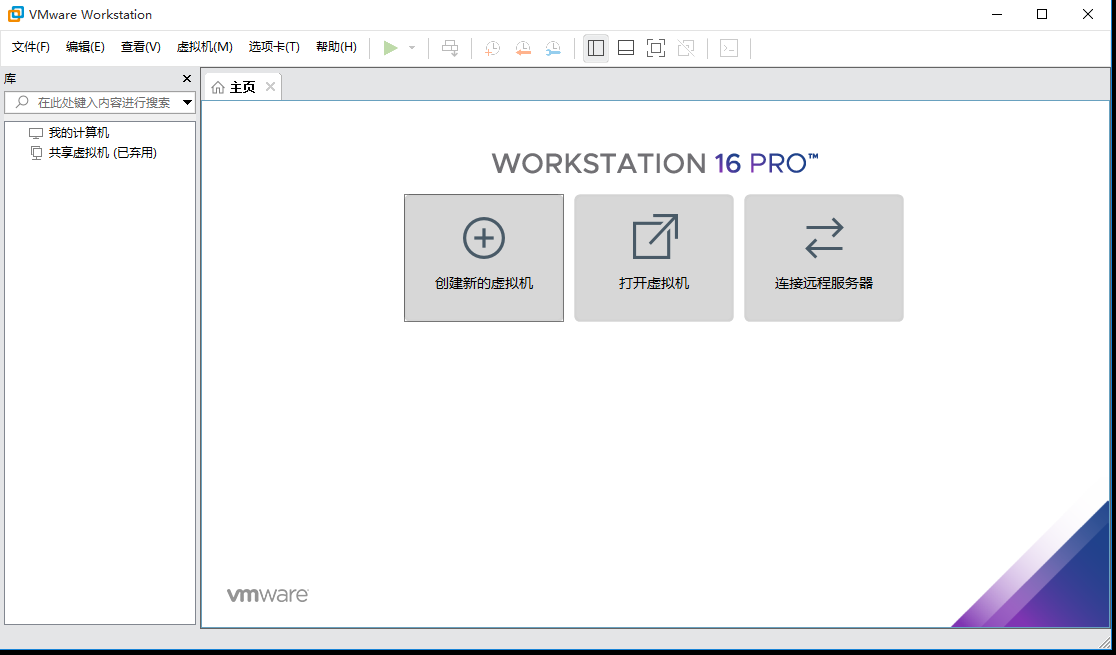 VMware Workstation
文件(F) 编辑(E) 查看(V) 虚拟机(M) 选项卡(T) 帮助(H)
库
在此处键入内容进行搜索
我的计算机
共享虚拟机 (已弃用)
主页
WORKSTATION 16 PRO™
创建新的虚拟机
打开虚拟机
连接远程服务器
vmware